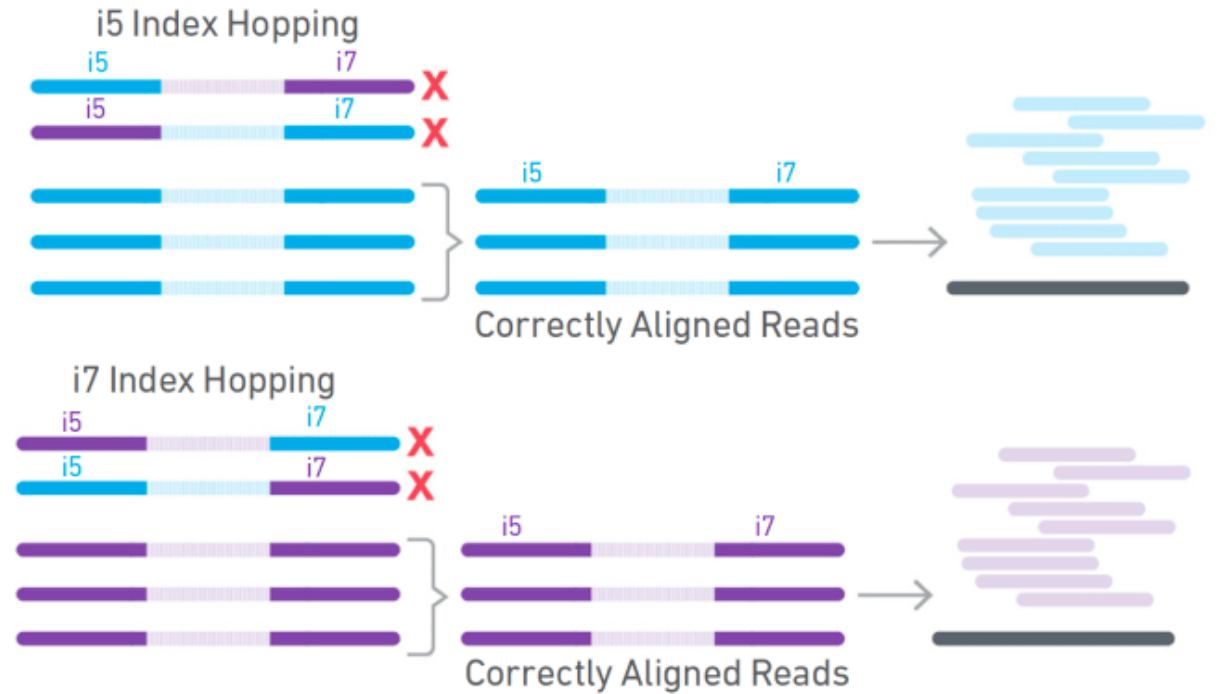 i5 Index Hopping
i5 i7
X
i5 i7
X
i5 i7
Correctly Aligned Reads
i7 Index Hopping
i5 i7
X
i5 i7
X
i5 i7
Correctly Aligned Reads